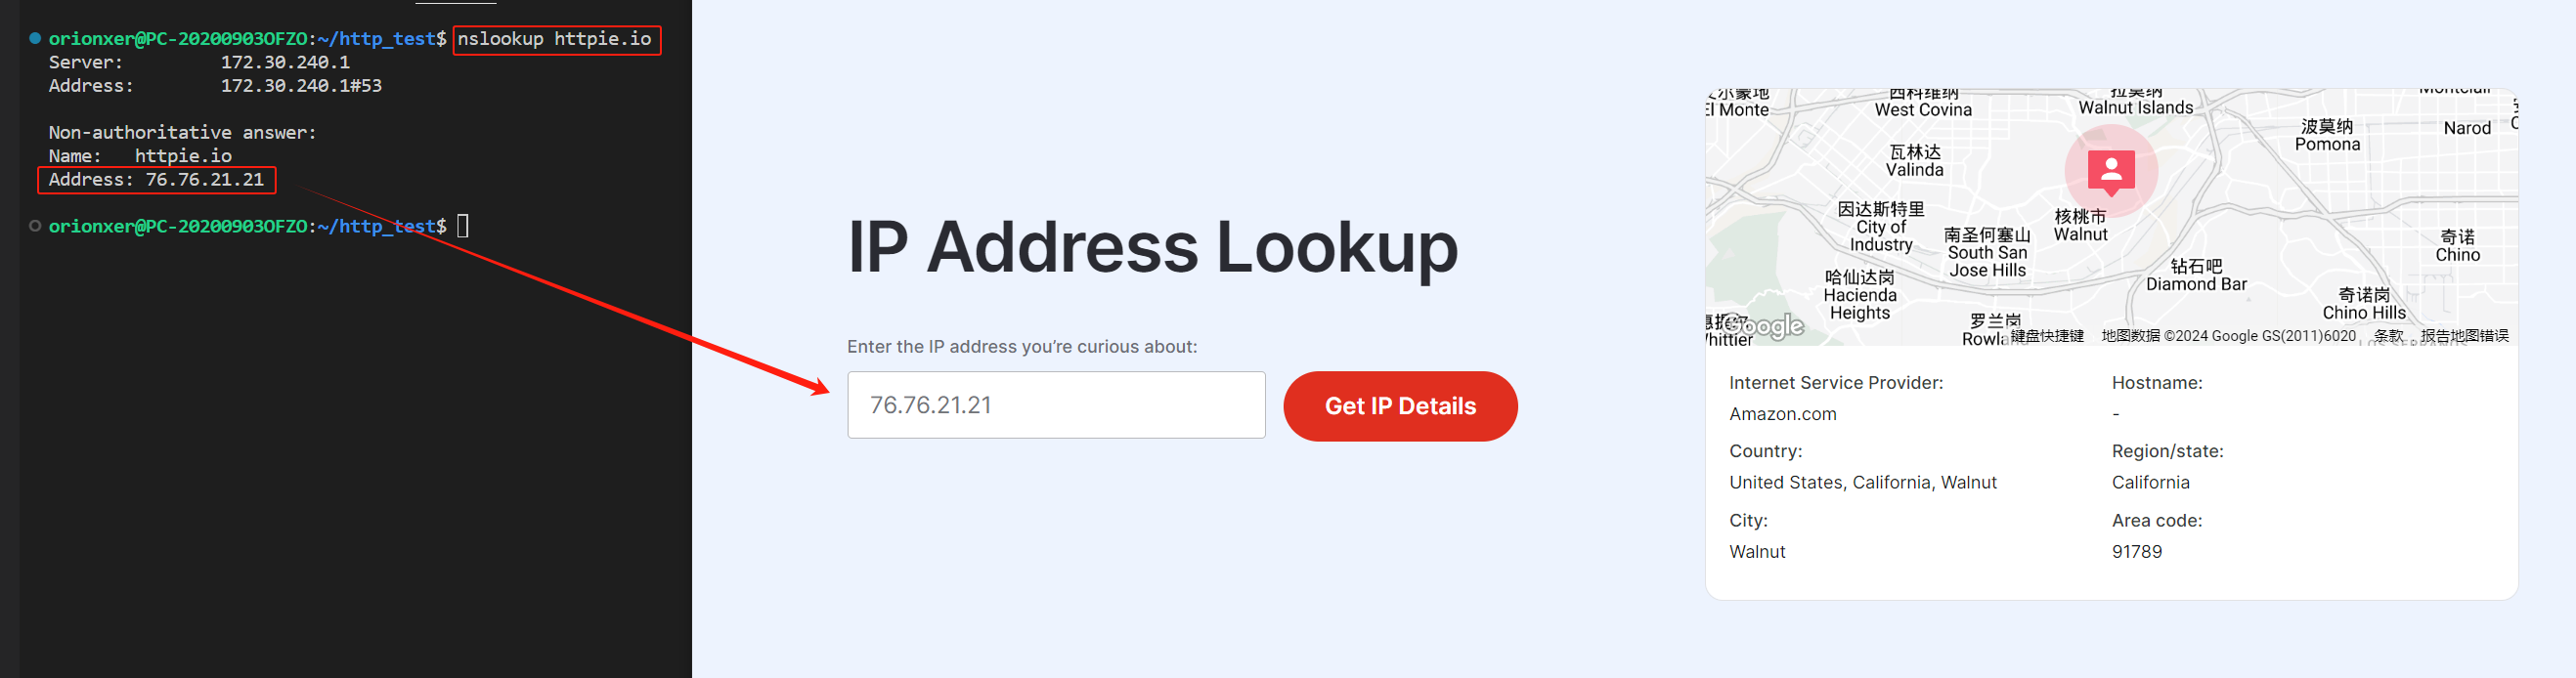 orionxer@PC-20200903OFZO:~/http_test$ nslookup httpie.io
Server: 172.30.240.1
Address: 172.30.240.1#53
Non-authoritative answer:
Name: httpie.io
Address: 76.76.21.21
orionxer@PC-20200903OFZO:~/http_test$
IP Address Lookup
Enter the IP address you’re curious about:
76.76.21.21
Get IP Details
El Monte
西科维纳
West Covina
拉莫纳
Walnut Islands
波莫纳
Pomona
Narod
瓦林达
Valinda
因达斯特里
City of
Industry
核桃市
Walnut
南圣何塞山
South San
Jose Hills
奇诺
Chino
哈仙达岗
Hacienda
Heights
钻石吧
Diamond Bar
奇诺岗
Chino Hills
罗兰岗
Google
键盘快捷键 地图数据 ©2024 Google GS(2011)6020 条款 报告地图错误
Internet Service Provider:
Amazon.com
Hostname:
-
Country:
United States, California, Walnut
Region/state:
California
City:
Walnut
Area code:
91789